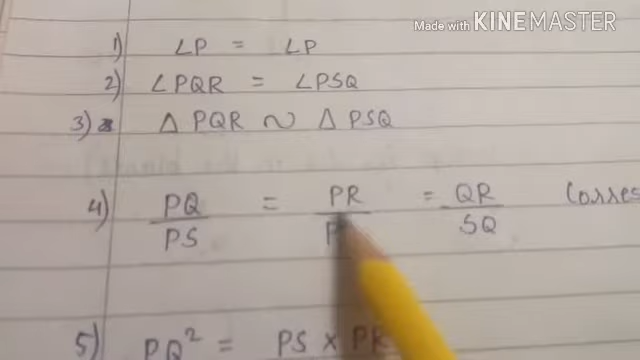 Made with KINEMASTER
1) ∠P = ∠P
2) ∠PQR = ∠PSQ
3) Δ PQR ~ Δ PSQ
4) PQ/PS = PR/P = QR/SQ Corres
5) PQ² = PS × PR